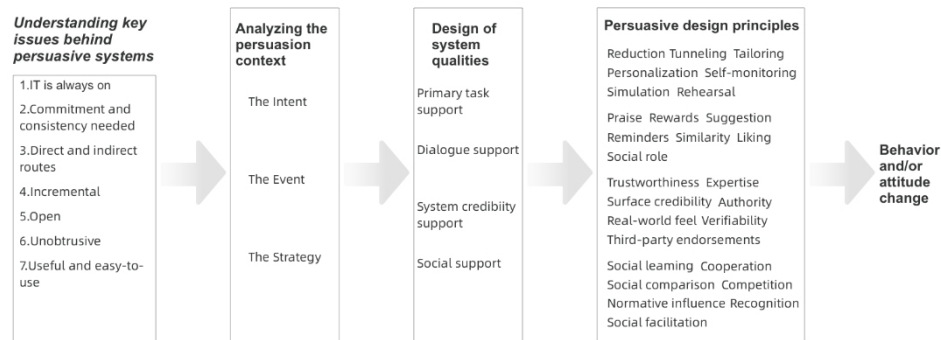 Understanding key
issues behind
persuasive systems
1.IT is always on
2.Commitment and
consistency needed
3.Direct and indirect
routes
4.Incremental
5.Open
6.Unobtrusive
7.Useful and easy-to-
use
Analyzing the
persuasion
context
The Intent
The Event
The Strategy
Design of
system
qualities
Primary task
support
Dialogue support
System credibiity
support
Social support
Persuasive design principles
Reduction Tunneling Tailoring
Personalization Self-monitoring
Simulation Rehearsal
Praise Rewards Suggestion
Reminders Similarity Liking
Social role
Trustworthiness Expertise
Surface credibility Authority
Real-world feel Verifiability
Third-party endorsements
Social learning Cooperation
Social comparison Competition
Normative influence Recognition
Social facilitation
Behavior
and/or
attitude
change